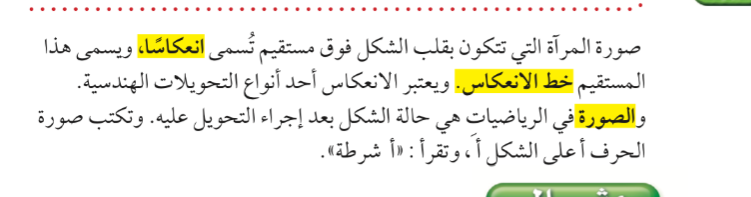 صورة المرآة التي تتكون بقلب الشكل فوق مستقيم تُسمى انعكاسًا، ويسمى هذا
المستقيم خط الانعكاس. ويعتبر الانعكاس أحد أنواع التحويلات الهندسية.
والصورة في الرياضيات هي حالة الشكل بعد إجراء التحويل عليه. وتكتب صورة
الحرف أ على الشكل أَ، وتقرأ: «أ شرطة».